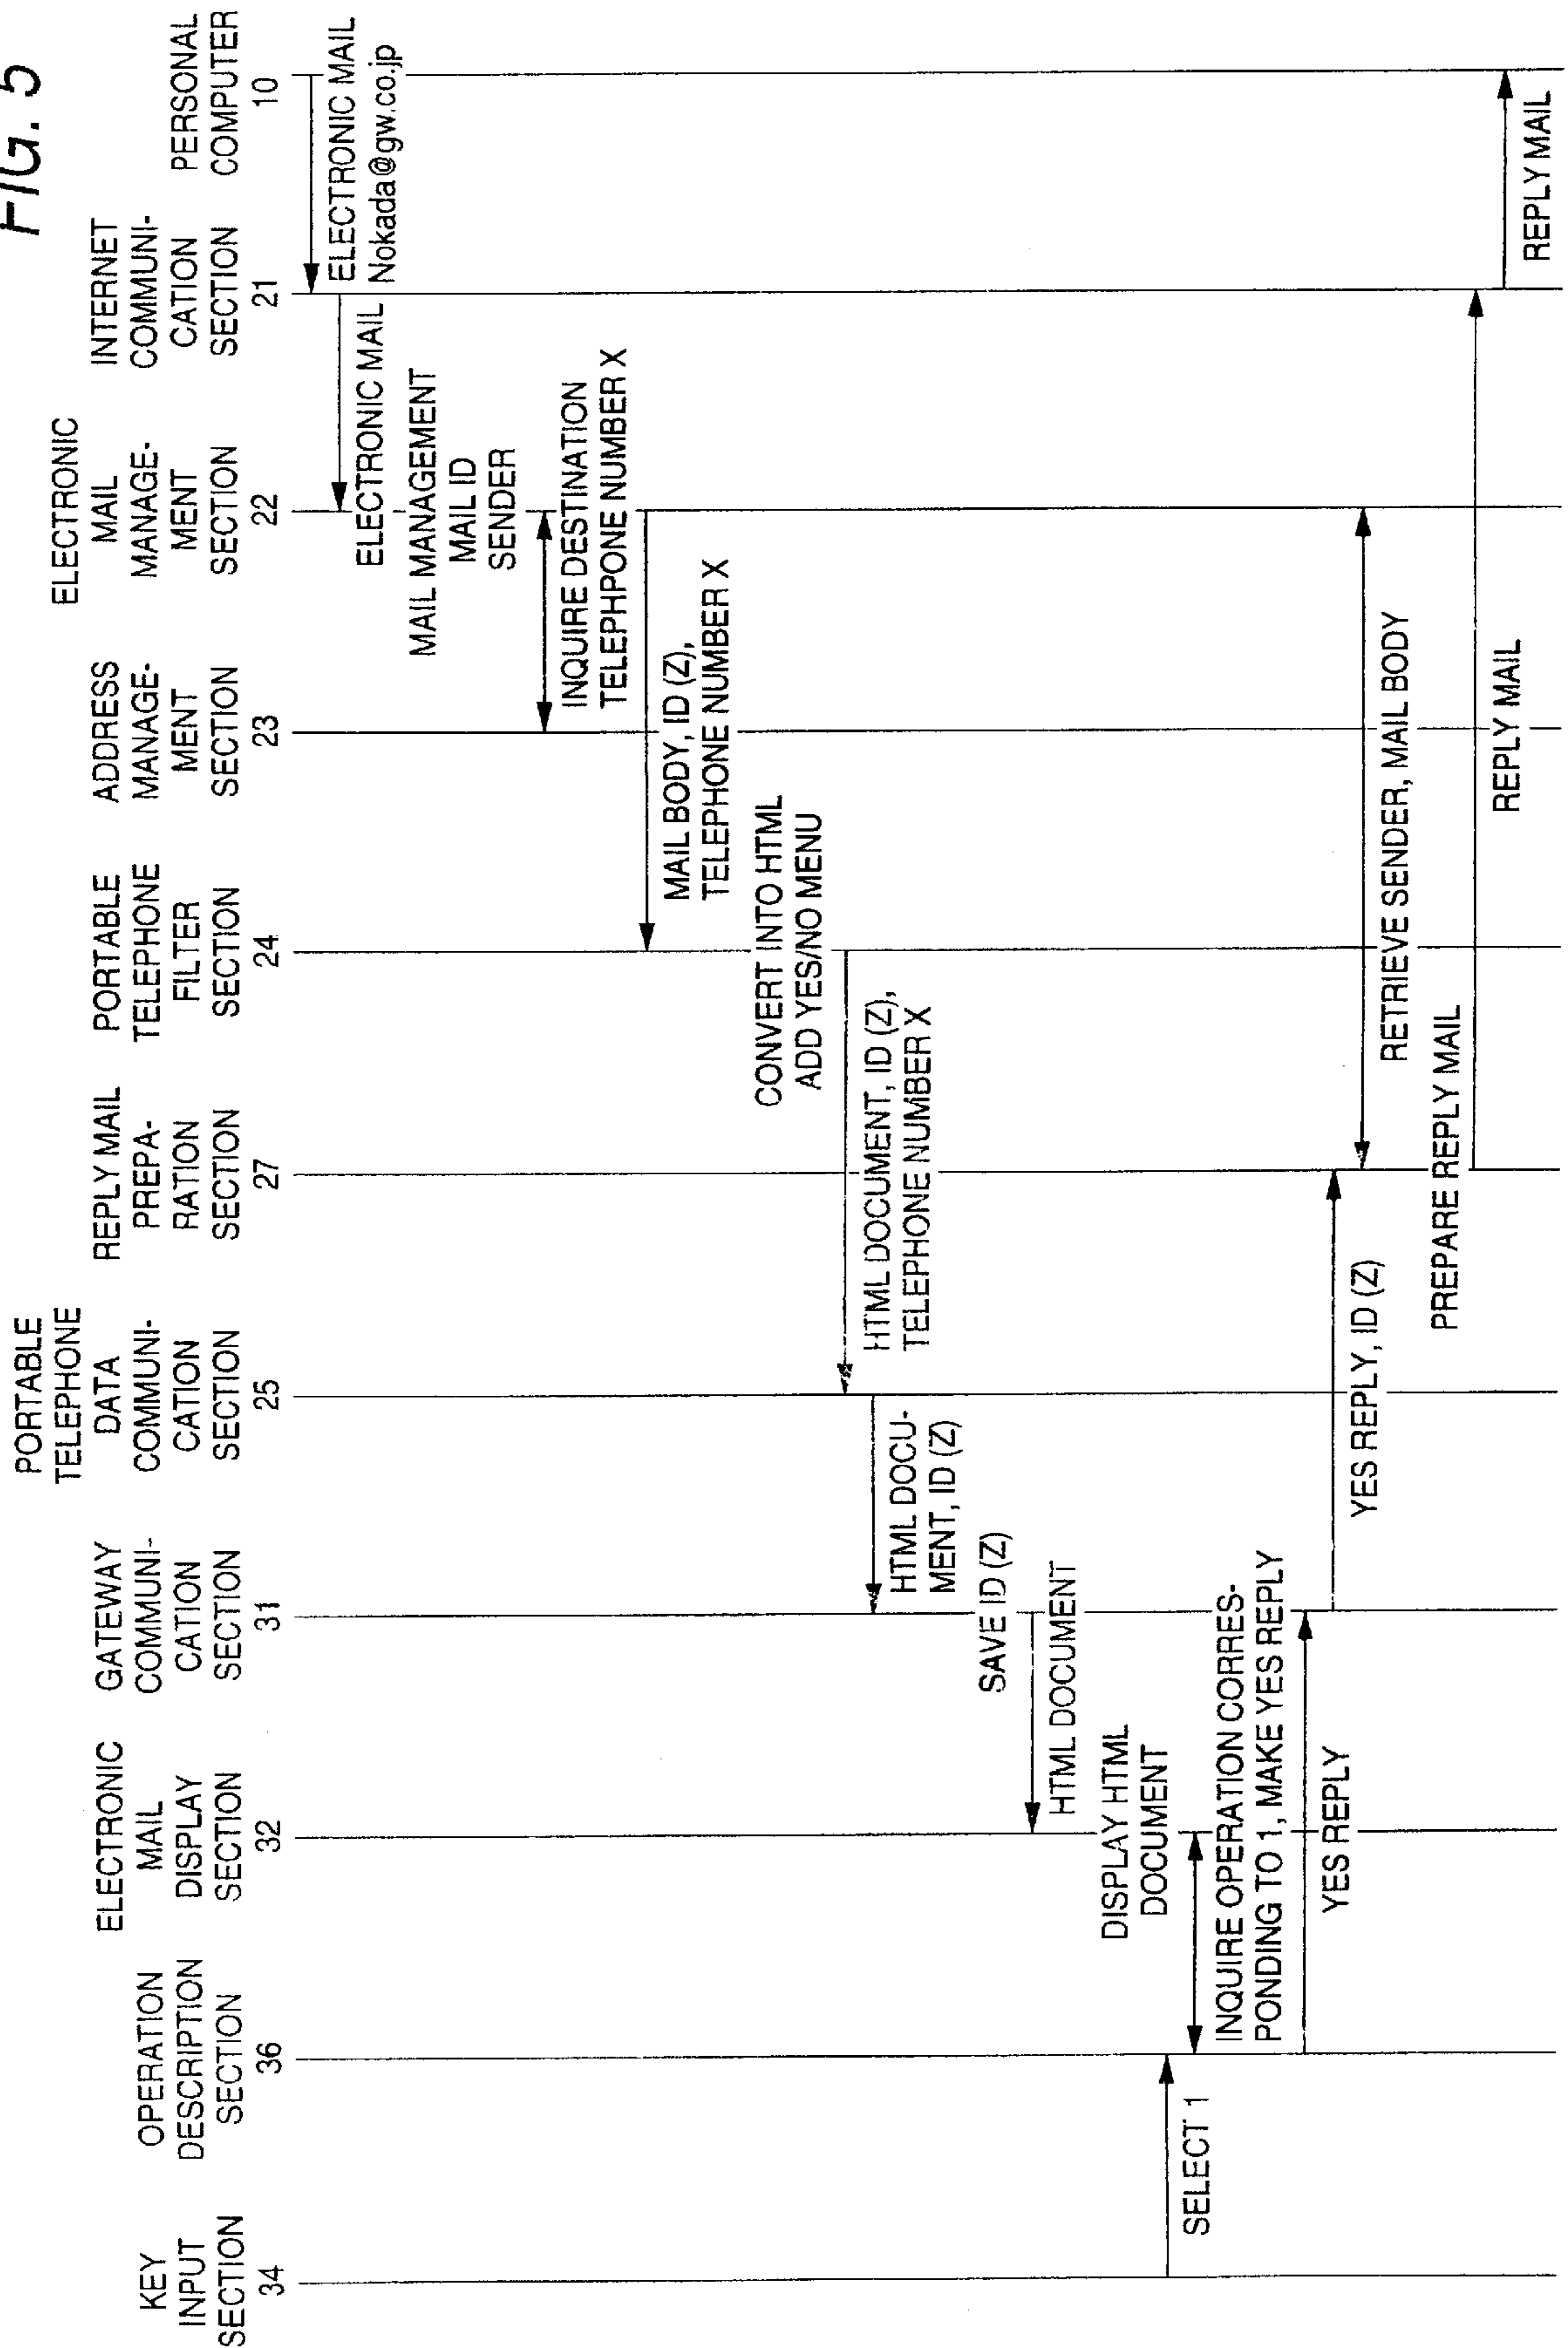 FIG. 5
KEY
INPUT
SECTION
34
OPERATION
DESCRIPTION
SECTION
36
ELECTRONIC
MAIL
DISPLAY
SECTION
32
GATEWAY
COMMUNI-
CATION
SECTION
31
PORTABLE
TELEPHONE
DATA
COMMUNI-
CATION
SECTION
25
REPLY MAIL
PREPA-
RATION
SECTION
27
PORTABLE
TELEPHONE
FILTER
SECTION
24
ADDRESS
MANAGE-
MENT
SECTION
23
ELECTRONIC
MAIL
MANAGE-
MENT
SECTION
22
INTERNET
COMMUNI-
CATION
SECTION
21
PERSONAL
COMPUTER
10
ELECTRONIC MAIL
Nokada@gw.co.jp
ELECTRONIC MAIL
MAIL MANAGEMENT
MAIL ID
SENDER
INQUIRE DESTINATION
TELEPHPONE NUMBER X
MAIL BODY, ID (Z),
TELEPHONE NUMBER X
CONVERT INTO HTML
ADD YES/NO MENU
HTML DOCUMENT, ID (Z),
TELEPHONE NUMBER X
HTML DOCU-
MENT, ID (Z)
SAVE ID (Z)
HTML DOCUMENT
DISPLAY HTML
DOCUMENT
SELECT 1
INQUIRE OPERATION CORRES-
PONDING TO 1, MAKE YES REPLY
YES REPLY
YES REPLY, ID (Z)
RETRIEVE SENDER, MAIL BODY
PREPARE REPLY MAIL
REPLY MAIL
REPLY MAIL